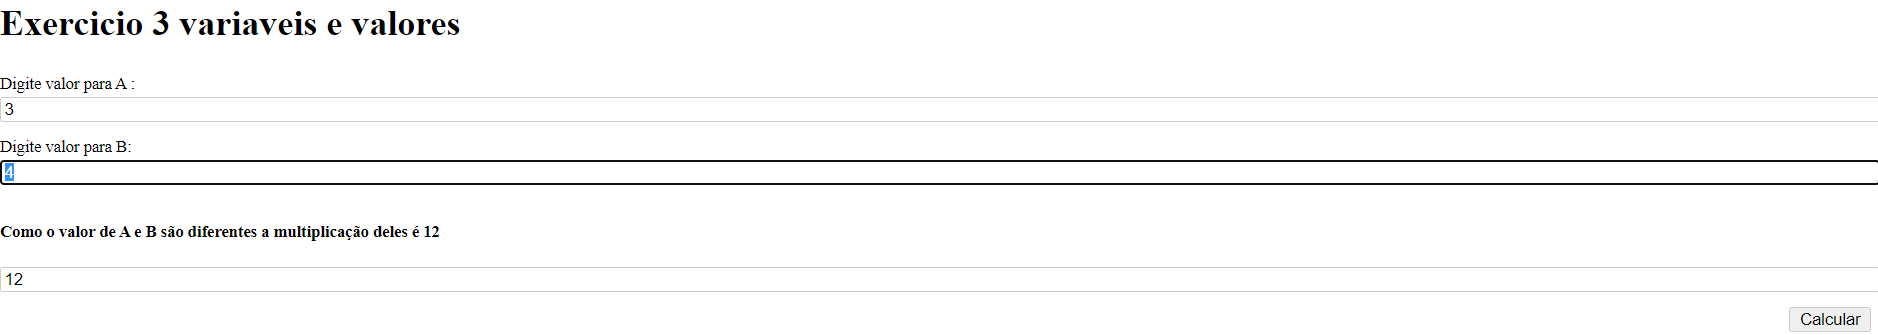 Exercicio 3 variaveis e valores
Digite valor para A :
3
Digite valor para B:
4
Como o valor de A e B são diferentes a multiplicação deles é 12
12
Calcular